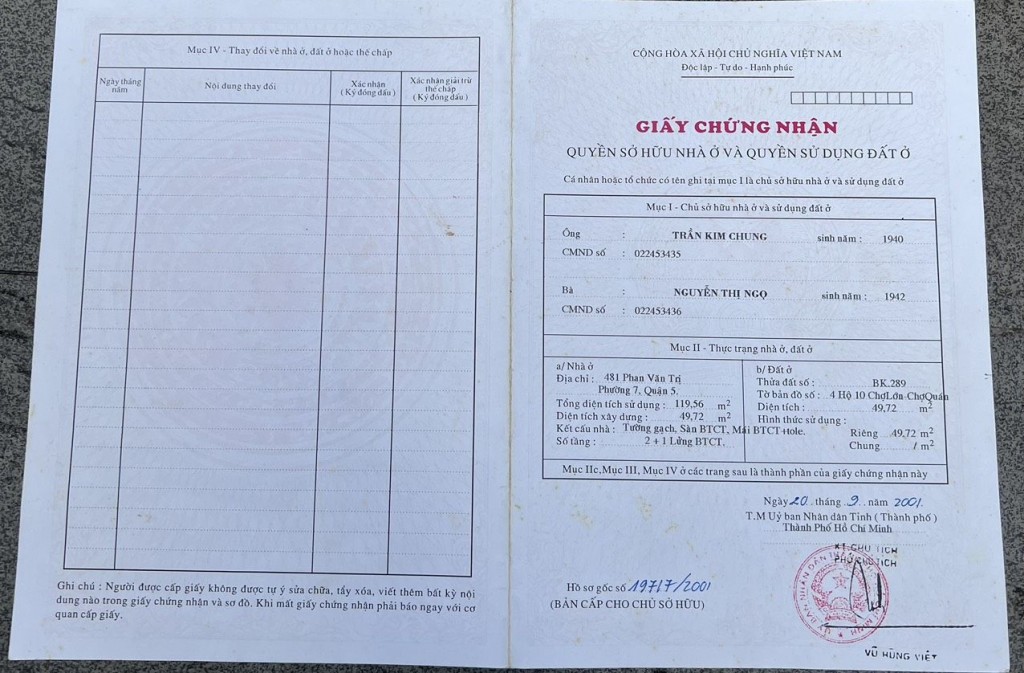 Mục IV - Thay đổi về nhà ở, đất ở hoặc thế chấp
Ngày tháng năm
Nội dung thay đổi
Xác nhận
( Ký đóng dấu )
Xác nhận giải trừ
thế chấp
( Ký đóng dấu )
Ghi chú : Người được cấp giấy không được tự ý sửa chữa, tẩy xóa, viết thêm bất kỳ nội
dung nào trong giấy chứng nhận và sơ đồ. Khi mất giấy chứng nhận phải báo ngay với cơ
quan cấp giấy.
CỘNG HÒA XÃ HỘI CHỦ NGHĨA VIỆT NAM
Độc lập - Tự do - Hạnh phúc
GIẤY CHỨNG NHẬN
QUYỀN SỞ HỮU NHÀ Ở VÀ QUYỀN SỬ DỤNG ĐẤT Ở
Cá nhân hoặc tổ chức có tên ghi tại mục I là chủ sở hữu nhà ở và sử dụng đất ở
Mục I - Chủ sở hữu nhà ở và sử dụng đất ở
Ông : TRẦN KIM CHUNG sinh năm : 1940
CMND số : 022453435
Bà : NGUYỄN THỊ NGỌ sinh năm : 1942
CMND số : 022453436
Mục II - Thực trạng nhà ở, đất ở
a/ Nhà ở
Địa chỉ : 481 Phan Văn Trị
Phường 7, Quận 5.
Tổng diện tích sử dụng : 119,56 m²
Diện tích xây dựng : 49,72 m²
Kết cấu nhà : Tường gạch, Sàn BTCT, Mái BTCT+tole.
Số tầng : 2 + 1 Lửng BTCT.
b/ Đất ở
Thửa đất số : BK.289
Tờ bản đồ số : 4 Hộ 10 ChợLớn-ChợQuán
Diện tích : 49,72 m²
Hình thức sử dụng :
Riêng 49,72 m²
Chung / m²
Mục IIc, Mục III, Mục IV ở các trang sau là thành phần của giấy chứng nhận này
Ngày 20 tháng 9 năm 2001
T.M Uỷ ban Nhân dân Tỉnh ( Thành phố )
Thành Phố Hồ Chí Minh
KT.CHỦ TỊCH
PHÓ CHỦ TỊCH
Hồ sơ gốc số 19717/2001
(BẢN CẤP CHO CHỦ SỞ HỮU)
VŨ HÙNG VIỆT